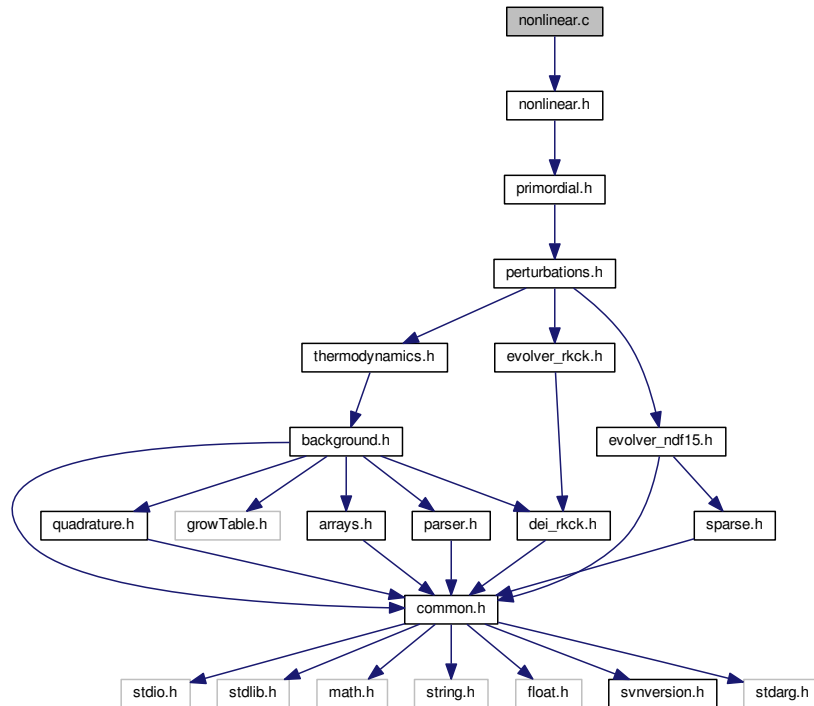 nonlinear.c
nonlinear.h
primordial.h
perturbations.h
thermodynamics.h
evolver_rkck.h
background.h
evolver_ndf15.h
quadrature.h
growTable.h
arrays.h
parser.h
dei_rkck.h
sparse.h
common.h
stdio.h
stdlib.h
math.h
string.h
float.h
svnversion.h
stdarg.h